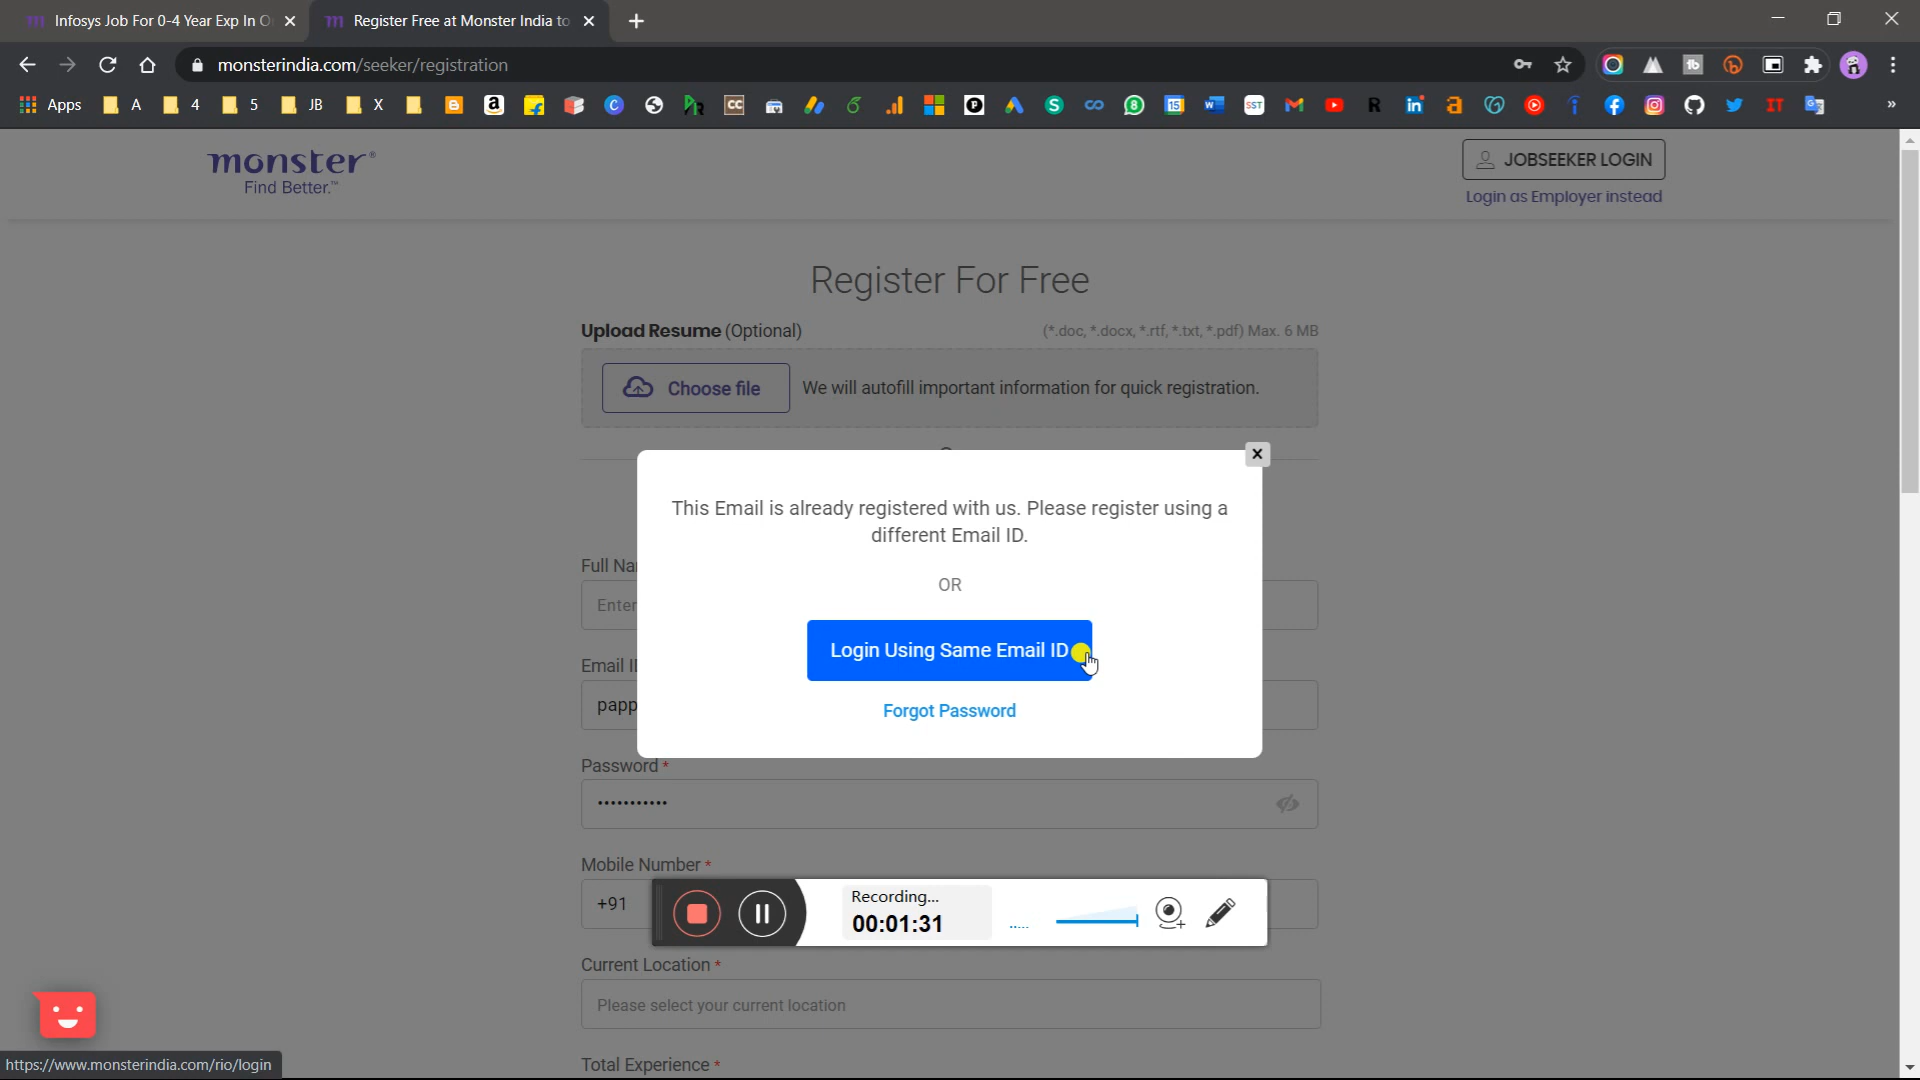 Infosys Job For 0-4 Year Exp In O
Register Free at Monster India to
monsterindia.com/seeker/registration
Apps
A
4
5
JB
X
monster
Find Better.™
JOBSEEKER LOGIN
Login as Employer instead
Register For Free
Upload Resume (Optional)
(*.doc, *.docx, *.rtf, *.txt, *.pdf) Max. 6 MB
Choose file
We will autofill important information for quick registration.
This Email is already registered with us. Please register using a
different Email ID.
OR
Login Using Same Email ID
Forgot Password
Full Na
Enter
Email I
papp
Password *
•••••••••••
Mobile Number *
+91
Recording...
00:01:31
Current Location *
Please select your current location
Total Experience *
https://www.monsterindia.com/rio/login